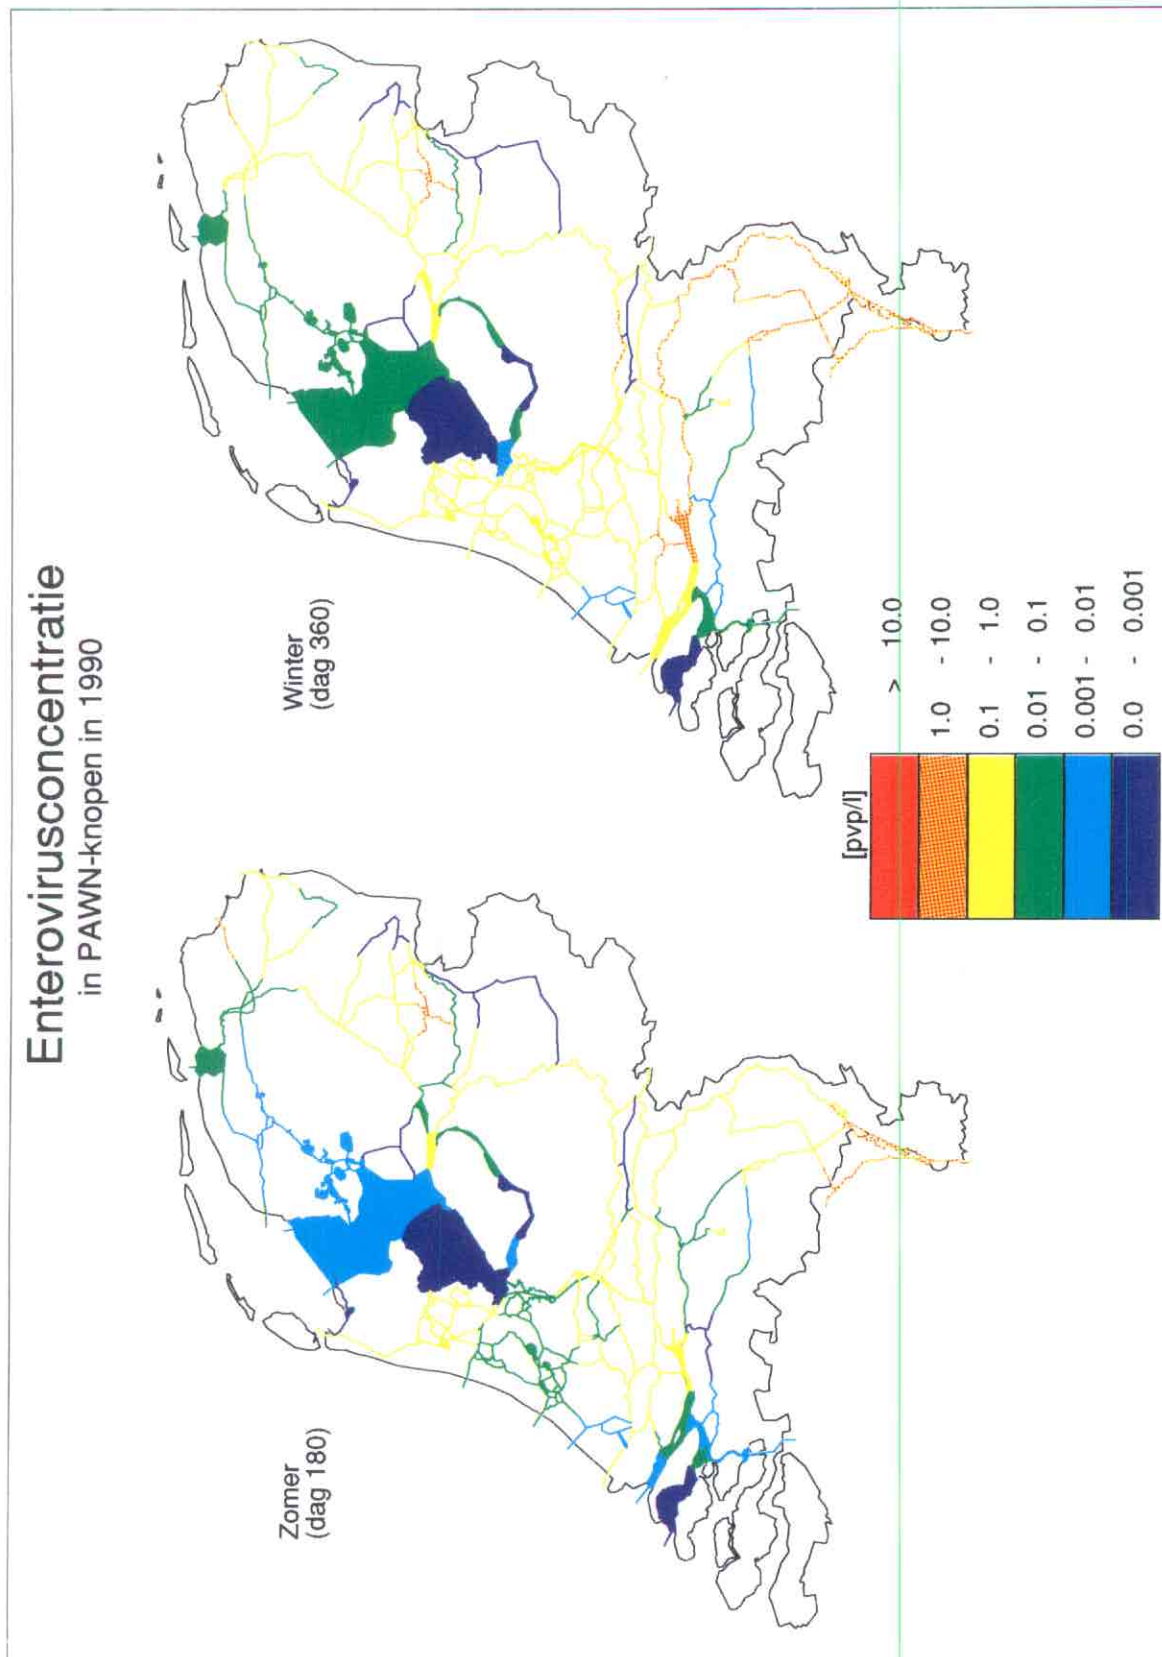 Enterovirusconcentratie
in PAWN-knopen in 1990
Zomer
(dag 180)
Winter
(dag 360)
[pvp/l]
> 10.0
1.0 - 10.0
0.1 - 1.0
0.01 - 0.1
0.001 - 0.01
0.0 - 0.001